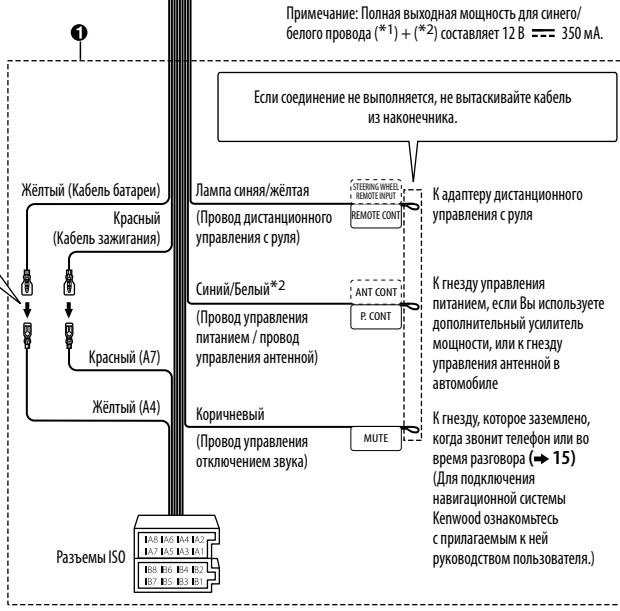 Примечание: Полная выходная мощность для синего/
белого провода (*1) + (*2) составляет 12 В ⎓ 350 мА.
1
Если соединение не выполняется, не вытаскивайте кабель
из наконечника.
Жёлтый (Кабель батареи)
Красный
(Кабель зажигания)
Лампа синяя/жёлтая
(Провод дистанционного
управления с руля)
STEERING WHEEL
REMOTE INPUT
REMOTE CONT
К адаптеру дистанционного
управления с руля
Синий/Белый*2
(Провод управления
питанием / провод
управления антенной)
ANT CONT
P. CONT
К гнезду управления
питанием, если Вы используете
дополнительный усилитель
мощности, или к гнезду
управления антенной в
автомобиле
Красный (A7)
Жёлтый (A4)
Коричневый
(Провод управления
отключением звука)
MUTE
К гнезду, которое заземлено,
когда звонит телефон или во
время разговора (➜ 15)
(Для подключения
навигационной системы
Kenwood ознакомьтесь
с прилагаемым к ней
руководством пользователя.)
Разъемы ISO
A8 A6 A4 A2
A7 A5 A3 A1
B8 B6 B4 B2
B7 B5 B3 B1